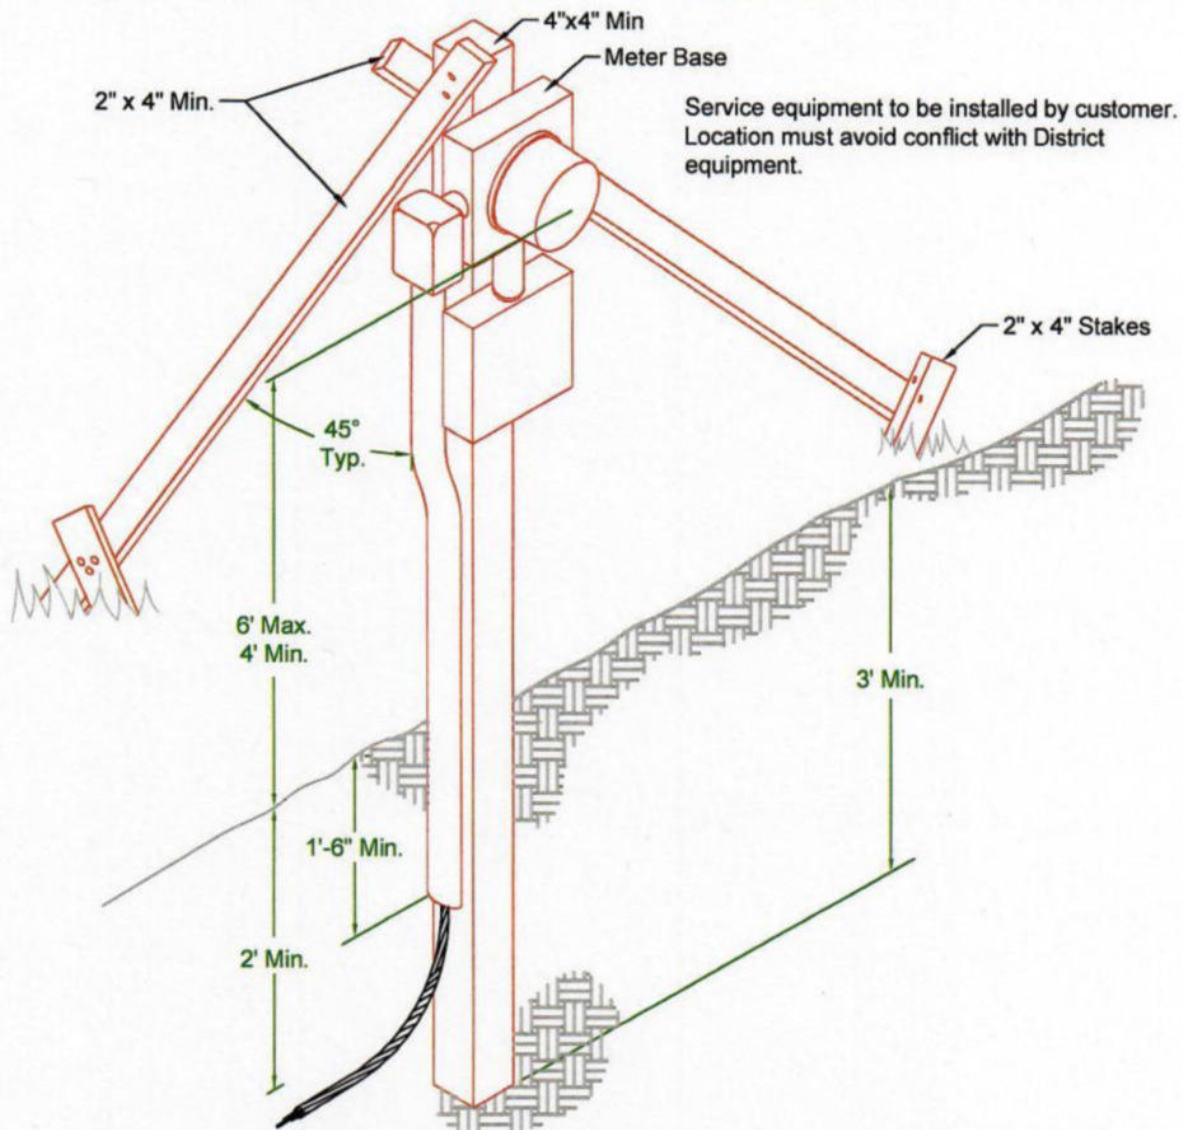 4"x4" Min
Meter Base
2" x 4" Min.
Service equipment to be installed by customer.
Location must avoid conflict with District
equipment.
2" x 4" Stakes
45°
Typ.
6' Max.
4' Min.
3' Min.
1'-6" Min.
2' Min.